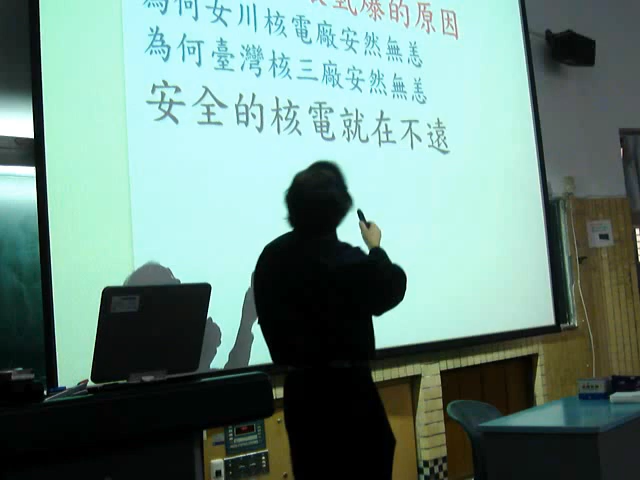 氫爆的原因
為何女川核電廠安然無恙
為何臺灣核三廠安然無恙
安全的核電就在不遠